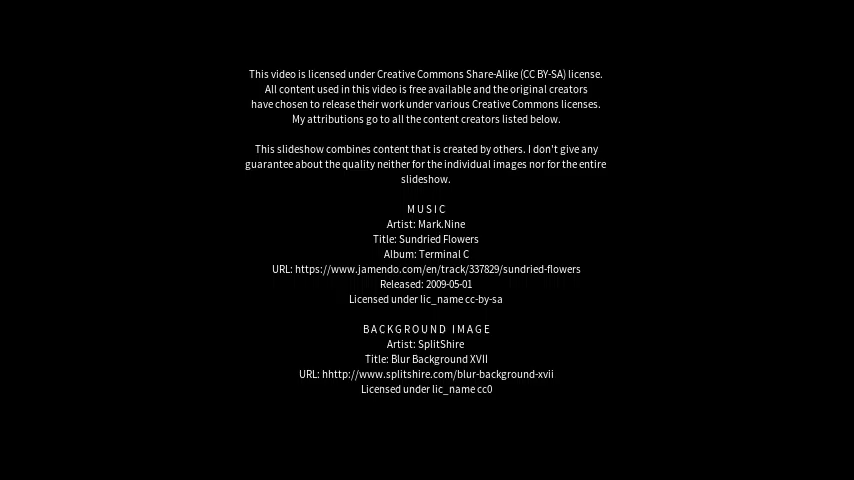 This video is licensed under Creative Commons Share-Alike (CC BY-SA) license.
All content used in this video is free available and the original creators
have chosen to release their work under various Creative Commons licenses.
My attributions go to all the content creators listed below.
This slideshow combines content that is created by others. I don't give any
guarantee about the quality neither for the individual images nor for the entire
slideshow.
MUSIC
Artist: Mark.Nine
Title: Sundried Flowers
Album: Terminal C
URL: https://www.jamendo.com/en/track/337829/sundried-flowers
Released: 2009-05-01
Licensed under lic_name cc-by-sa
BACKGROUND IMAGE
Artist: SplitShire
Title: Blur Background XVII
URL: hhttp://www.splitshire.com/blur-background-xvii
Licensed under lic_name cc0